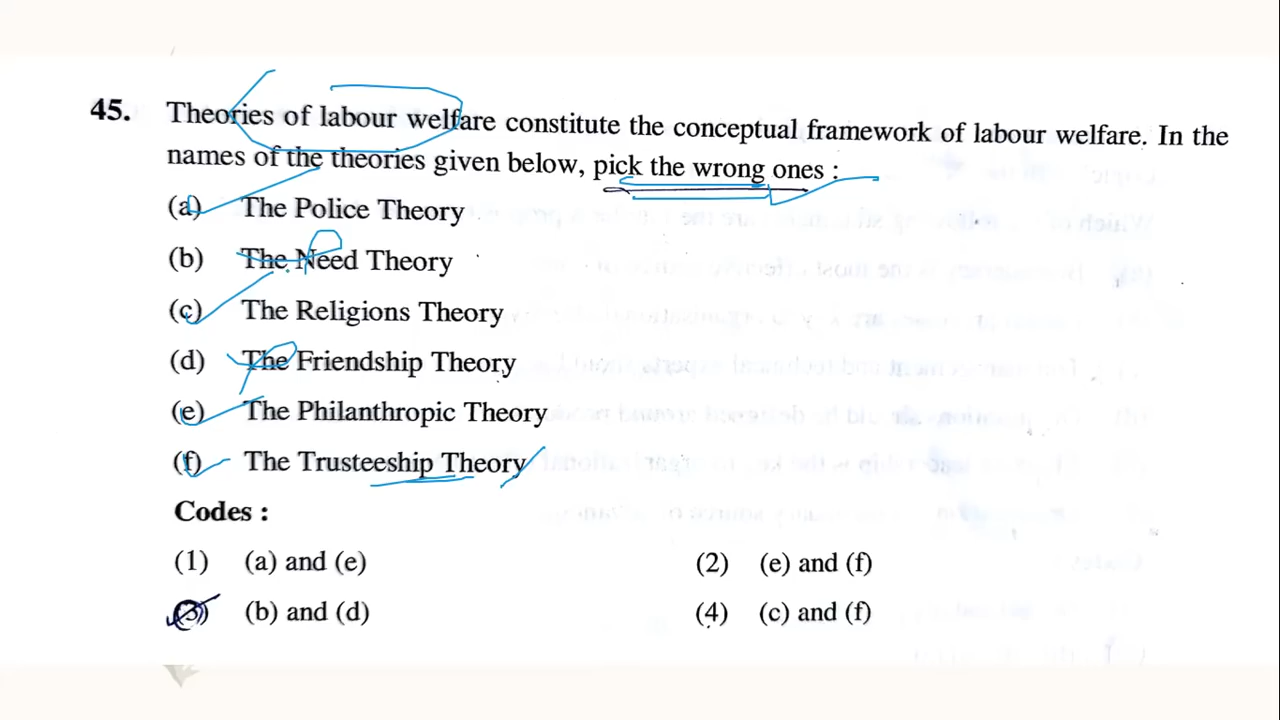 45. Theories of labour welfare constitute the conceptual framework of labour welfare. In the
names of the theories given below, pick the wrong ones :
(a) The Police Theory
(b) The Need Theory
(c) The Religions Theory
(d) The Friendship Theory
(e) The Philanthropic Theory
(f) The Trusteeship Theory
Codes :
(1) (a) and (e) (2) (e) and (f)
(3) (b) and (d) (4) (c) and (f)